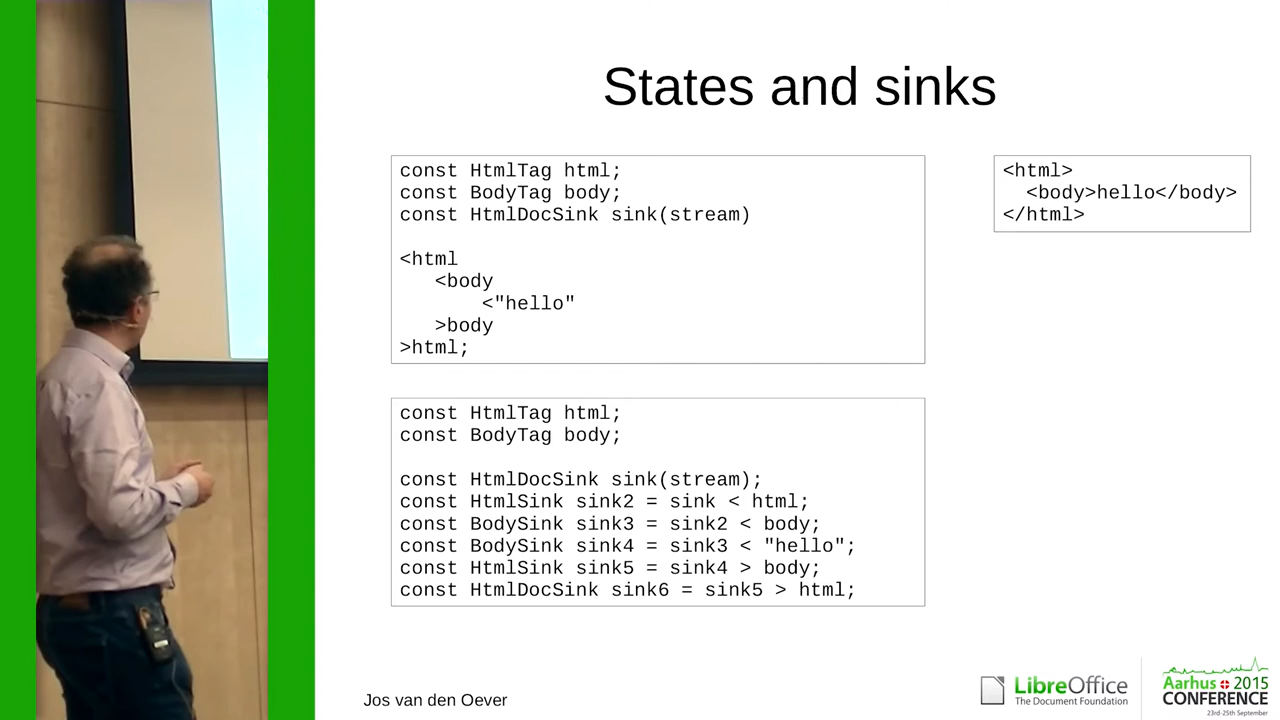 States and sinks
const HtmlTag html;
const BodyTag body;
const HtmlDocSink sink(stream)
<html
   <body
       <"hello"
   >body
>html;
<html>
  <body>hello</body>
</html>
const HtmlTag html;
const BodyTag body;
const HtmlDocSink sink(stream);
const HtmlSink sink2 = sink < html;
const BodySink sink3 = sink2 < body;
const BodySink sink4 = sink3 < "hello";
const HtmlSink sink5 = sink4 > body;
const HtmlDocSink sink6 = sink5 > html;
Jos van den Oever
LibreOffice
The Document Foundation
Aarhus 2015
CONFERENCE
23rd-25th September